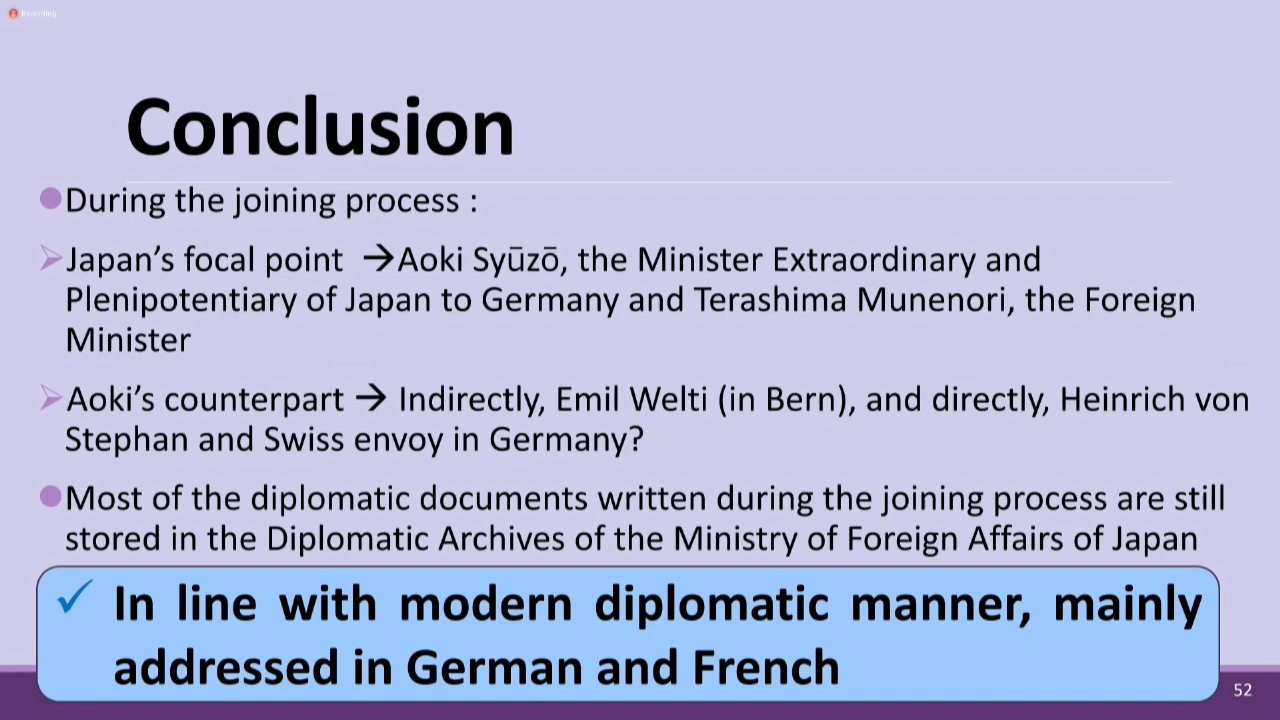 Recording
Conclusion
During the joining process :
Japan’s focal point →Aoki Syūzō, the Minister Extraordinary and
Plenipotentiary of Japan to Germany and Terashima Munenori, the Foreign
Minister
Aoki’s counterpart → Indirectly, Emil Welti (in Bern), and directly, Heinrich von
Stephan and Swiss envoy in Germany?
Most of the diplomatic documents written during the joining process are still
stored in the Diplomatic Archives of the Ministry of Foreign Affairs of Japan
✓ In line with modern diplomatic manner, mainly
addressed in German and French
52